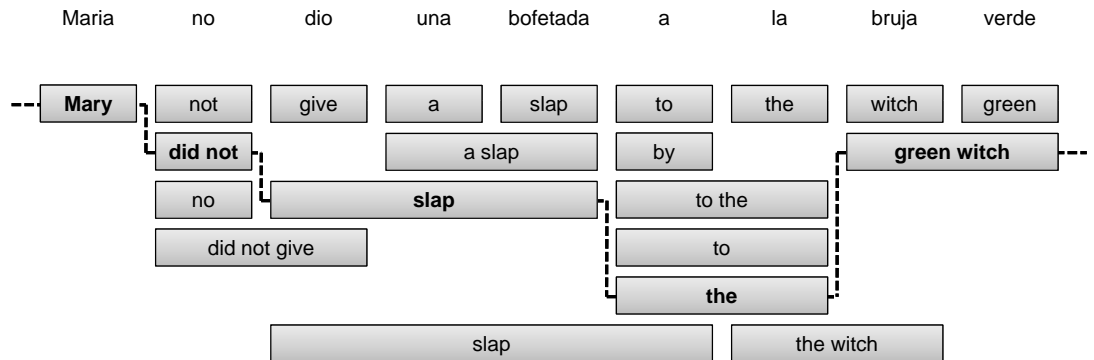 Maria no dio una bofetada a la bruja verde
Mary not give a slap to the witch green
did not a slap by green witch
no slap to the
did not give to
the
slap the witch